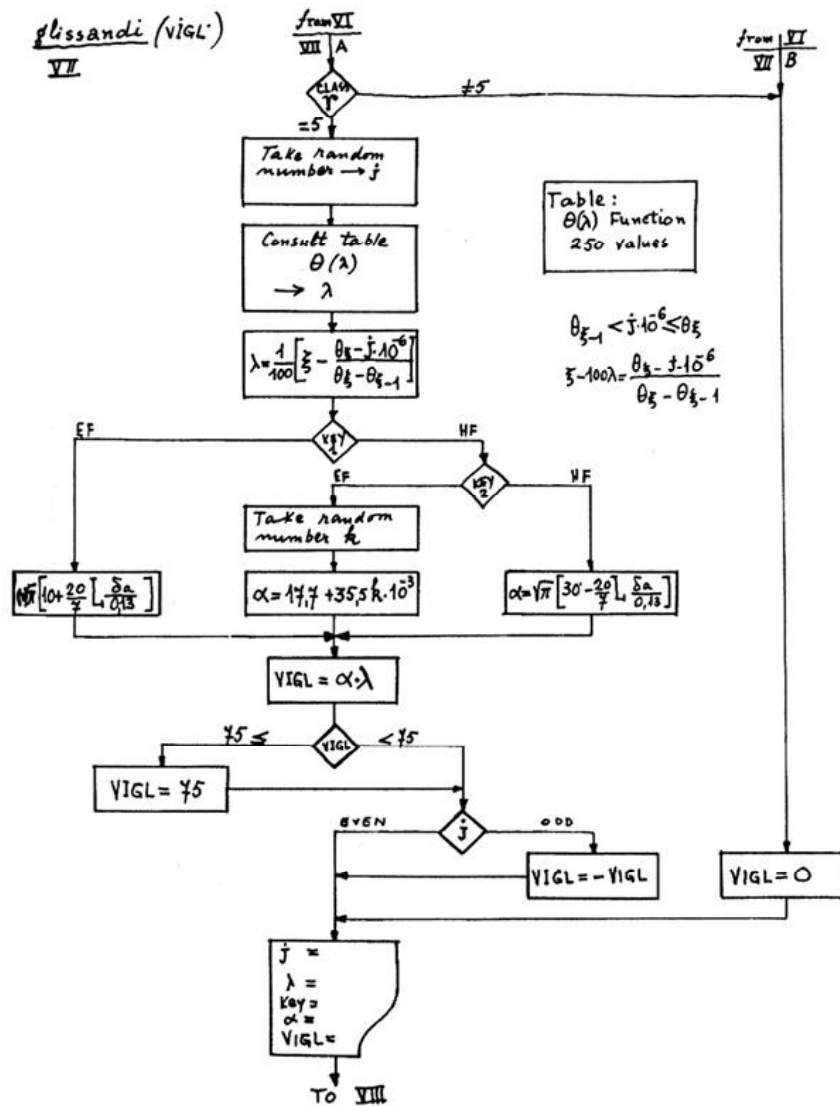 glissandi (VIGL)
VII
from VI
VII A
from VI
VII B
CLASS
r
≠5
=5
Take random
number → j
Consult table
θ(λ)
→ λ
Table:
θ(λ) Function
250 values
λ = 1/100 [ξ − (θξ − j·10⁻⁶)/(θξ − θξ−1)]
θξ−1 < j·10⁻⁶ ≤ θξ
ξ − 100λ = (θξ − j·10⁻⁶)/(θξ − θξ−1)
EF
KEY
1
HF
EF
KEY
2
HF
Take random
number k
√π [10 + 20/7 L δa/0,13]
α = 17,7 + 35,5 k·10⁻³
α = √π [30 − 20/7 L δa/0,13]
VIGL = α·λ
75 ≤
VIGL
< 75
VIGL = 75
EVEN
j
ODD
VIGL = − VIGL
VIGL = 0
j =
λ =
Key =
α =
VIGL =
TO VIII